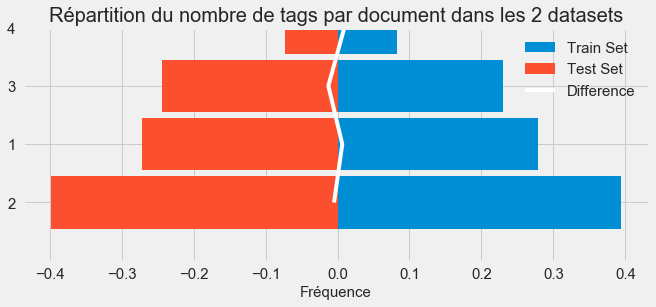 Répartition du nombre de tags par document dans les 2 datasets
4
3
1
2
Train Set
Test Set
Difference
−0.4 −0.3 −0.2 −0.1 0.0 0.1 0.2 0.3 0.4
Fréquence